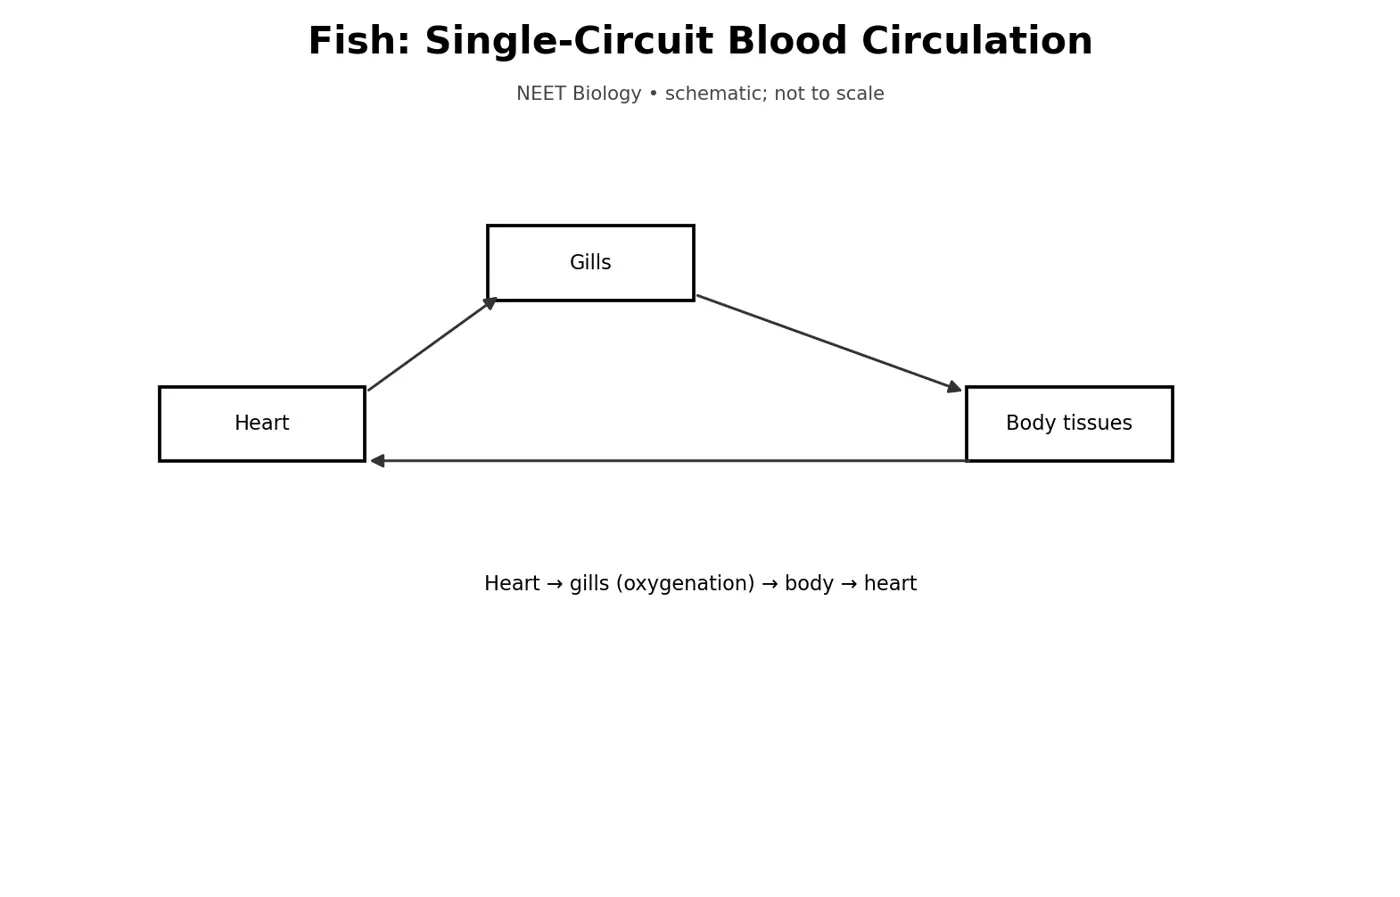 Fish: Single-Circuit Blood Circulation
NEET Biology • schematic; not to scale
Gills
Heart
Body tissues
Heart → gills (oxygenation) → body → heart